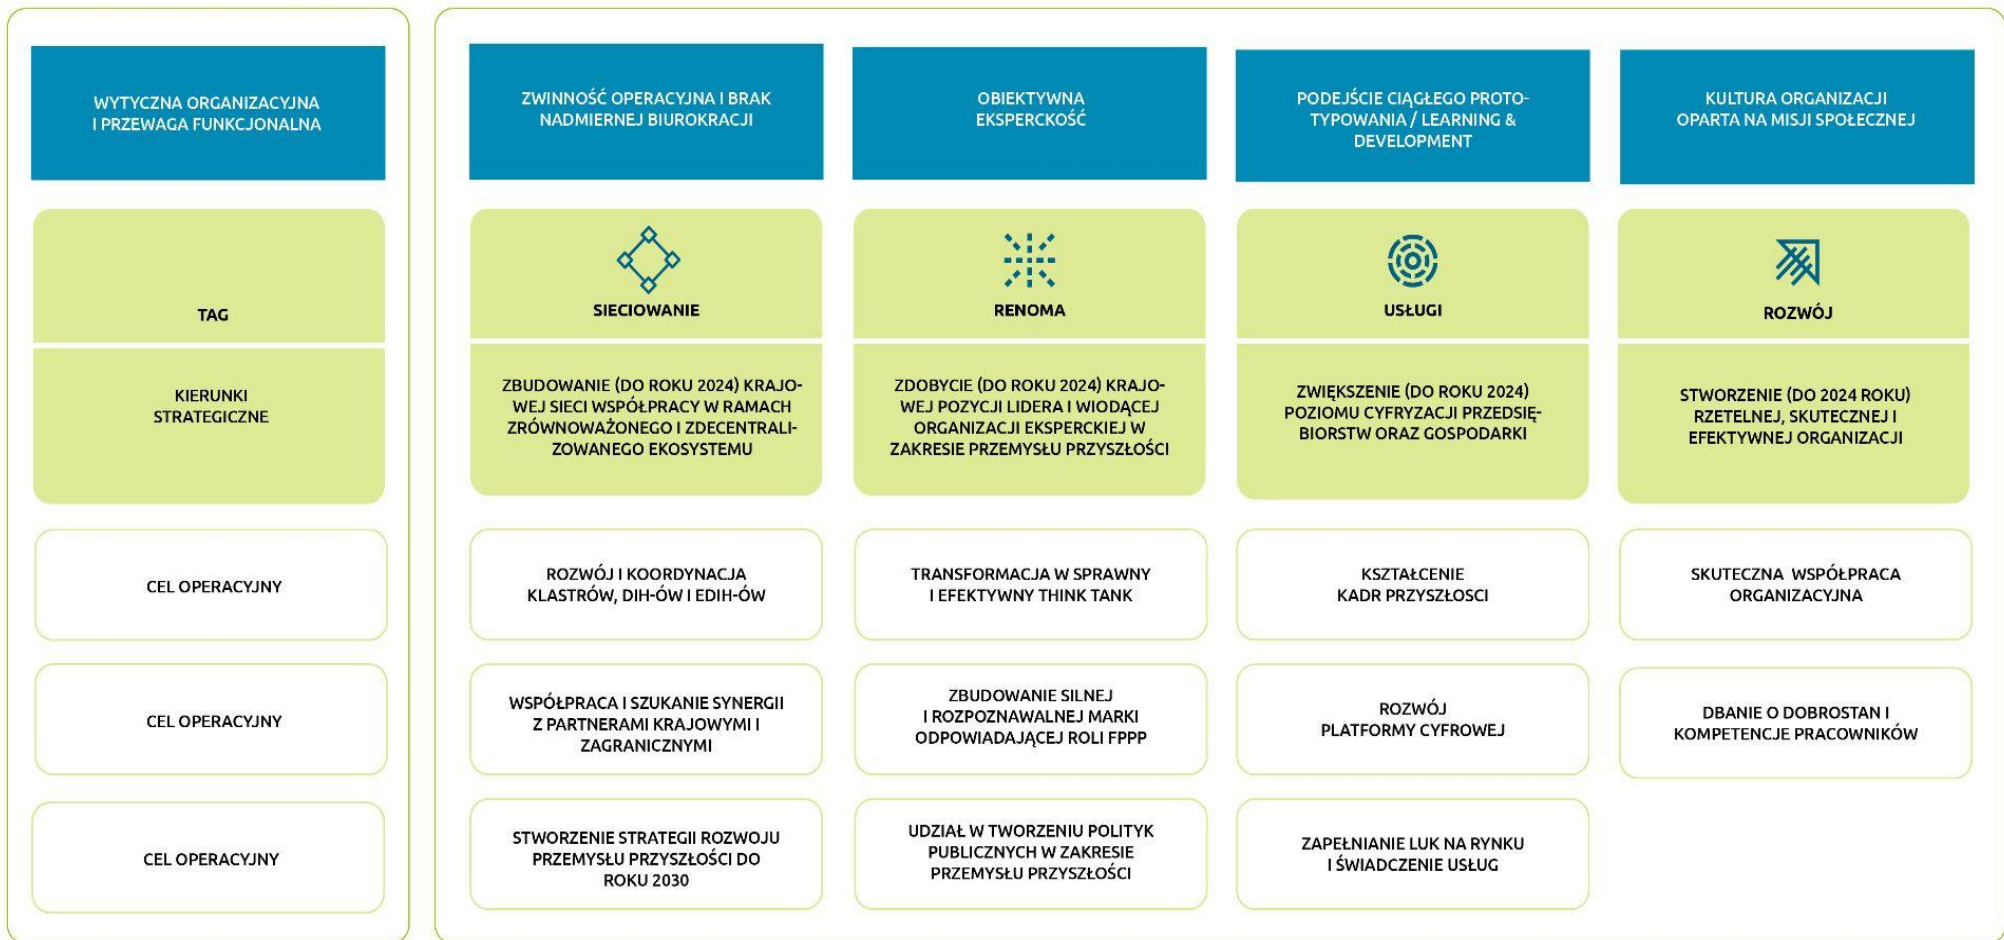 WYTYCZNA ORGANIZACYJNA
I PRZEWAGA FUNKCJONALNA
ZWINNOŚĆ OPERACYJNA I BRAK
NADMIERNEJ BIUROKRACJI
OBIEKTYWNA
EKSPERCKOŚĆ
PODEJŚCIE CIĄGŁEGO PROTO-
TYPOWANIA / LEARNING &
DEVELOPMENT
KULTURA ORGANIZACJI
OPARTA NA MISJI SPOŁECZNEJ
TAG
SIECIOWANIE
RENOMA
USŁUGI
ROZWÓJ
KIERUNKI
STRATEGICZNE
ZBUDOWANIE (DO ROKU 2024) KRAJO-
WEJ SIECI WSPÓŁPRACY W RAMACH
ZRÓWNOWAŻONEGO I ZDECENTRALI-
ZOWANEGO EKOSYSTEMU
ZDOBYCIE (DO ROKU 2024) KRAJO-
WEJ POZYCJI LIDERA I WIODĄCEJ
ORGANIZACJI EKSPERCKIEJ W
ZAKRESIE PRZEMYSŁU PRZYSZŁOŚCI
ZWIĘKSZENIE (DO ROKU 2024)
POZIOMU CYFRYZACJI PRZEDSIĘ-
BIORSTW ORAZ GOSPODARKI
STWORZENIE (DO 2024 ROKU)
RZETELNEJ, SKUTECZNEJ I
EFEKTYWNEJ ORGANIZACJI
CEL OPERACYJNY
ROZWÓJ I KOORDYNACJA
KLASTRÓW, DIH-ÓW I EDIH-ÓW
TRANSFORMACJA W SPRAWNY
I EFEKTYWNY THINK TANK
KSZTAŁCENIE
KADR PRZYSZŁOSCI
SKUTECZNA WSPÓŁPRACA
ORGANIZACYJNA
CEL OPERACYJNY
WSPÓŁPRACA I SZUKANIE SYNERGII
Z PARTNERAMI KRAJOWYMI I
ZAGRANICZNYMI
ZBUDOWANIE SILNEJ
I ROZPOZNAWALNEJ MARKI
ODPOWIADAJĄCEJ ROLI FPPP
ROZWÓJ
PLATFORMY CYFROWEJ
DBANIE O DOBROSTAN I
KOMPETENCJE PRACOWNIKÓW
CEL OPERACYJNY
STWORZENIE STRATEGII ROZWOJU
PRZEMYSŁU PRZYSZŁOŚCI DO
ROKU 2030
UDZIAŁ W TWORZENIU POLITYK
PUBLICZNYCH W ZAKRESIE
PRZEMYSŁU PRZYSZŁOŚCI
ZAPEŁNIANIE LUK NA RYNKU
I ŚWIADCZENIE USŁUG